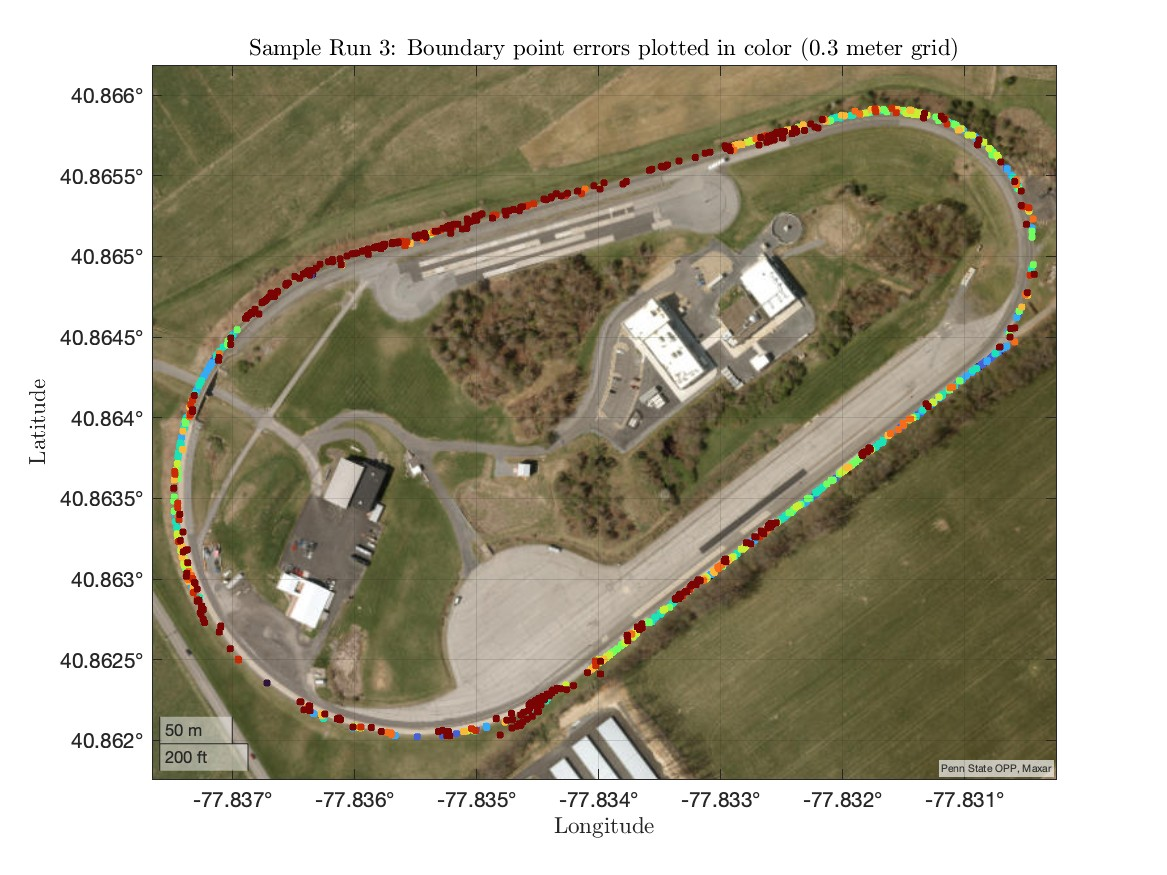 Sample Run 3: Boundary point errors plotted in color (0.3 meter grid)
40.866°
40.8655°
40.865°
40.8645°
40.864°
40.8635°
40.863°
40.8625°
40.862°
Latitude
50 m
200 ft
Penn State OPP, Maxar
-77.837° -77.836° -77.835° -77.834° -77.833° -77.832° -77.831°
Longitude